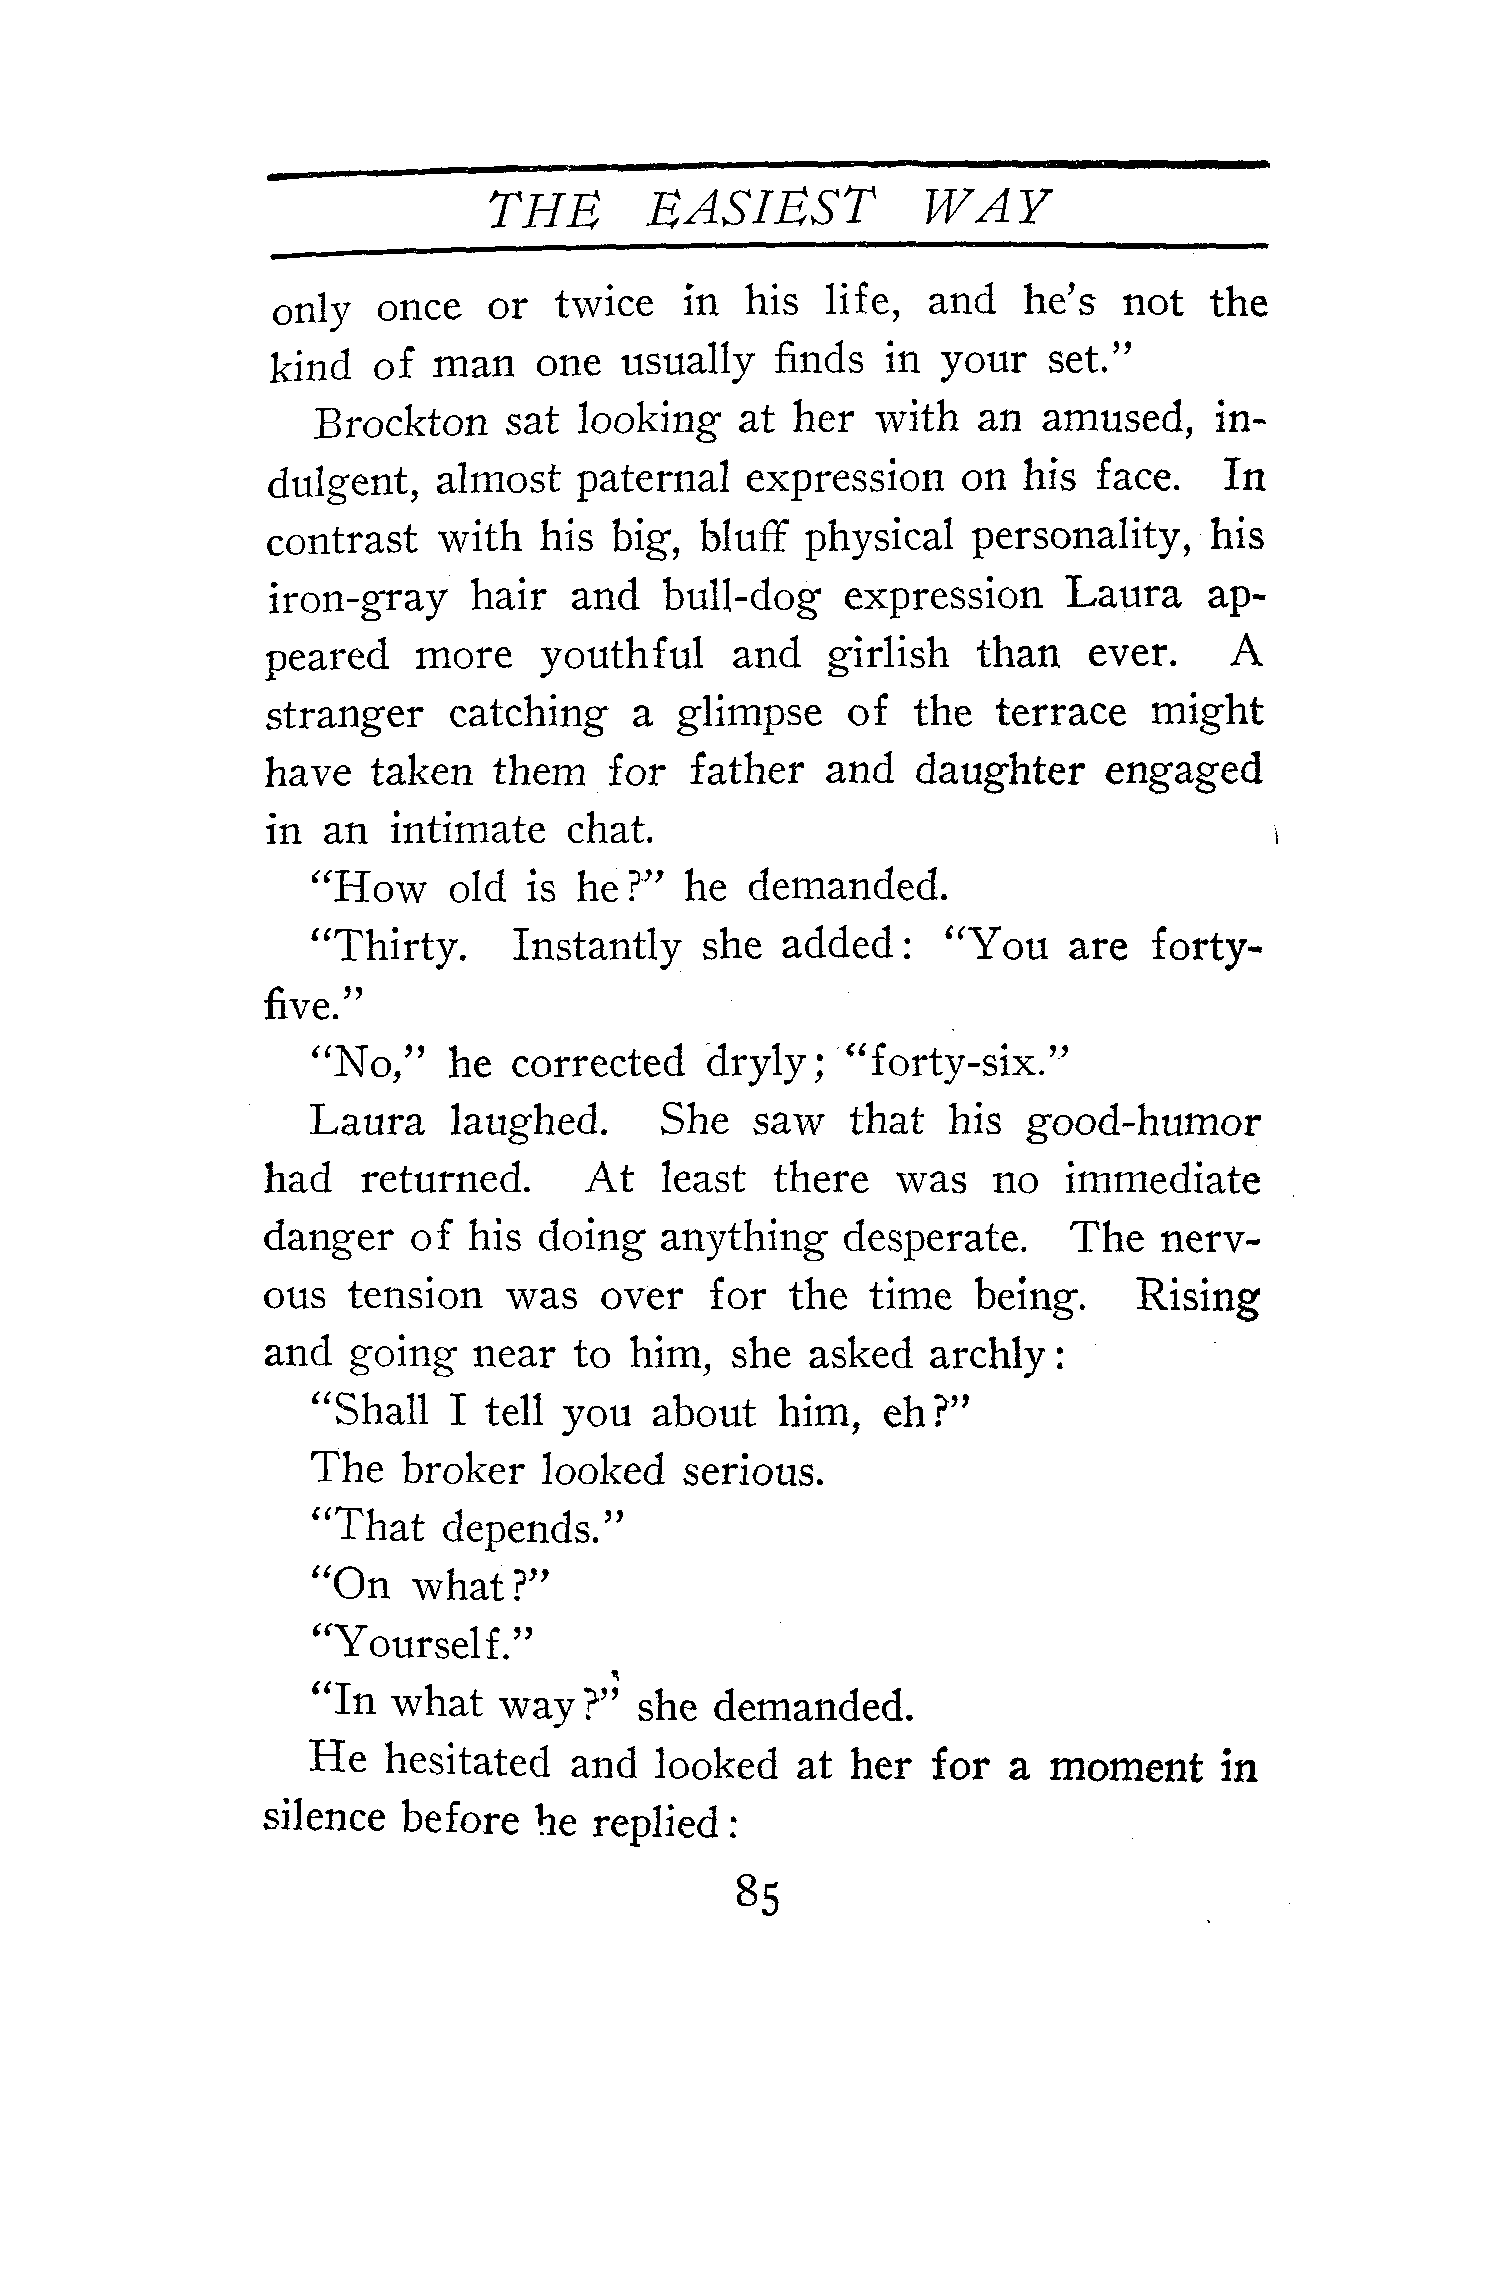 THE EASIEST WAY
only once or twice in his life, and he's not the
kind of man one usually finds in your set."
Brockton sat looking at her with an amused, in-
dulgent, almost paternal expression on his face. In
contrast with his big, bluff physical personality, his
iron-gray hair and bull-dog expression Laura ap-
peared more youthful and girlish than ever. A
stranger catching a glimpse of the terrace might
have taken them for father and daughter engaged
in an intimate chat.
"How old is he?" he demanded.
"Thirty. Instantly she added: "You are forty-
five."
"No," he corrected dryly; "forty-six."
Laura laughed. She saw that his good-humor
had returned. At least there was no immediate
danger of his doing anything desperate. The nerv-
ous tension was over for the time being. Rising
and going near to him, she asked archly:
"Shall I tell you about him, eh?"
The broker looked serious.
"That depends."
"On what?"
"Yourself."
"In what way?" she demanded.
He hesitated and looked at her for a moment in
silence before he replied:
85